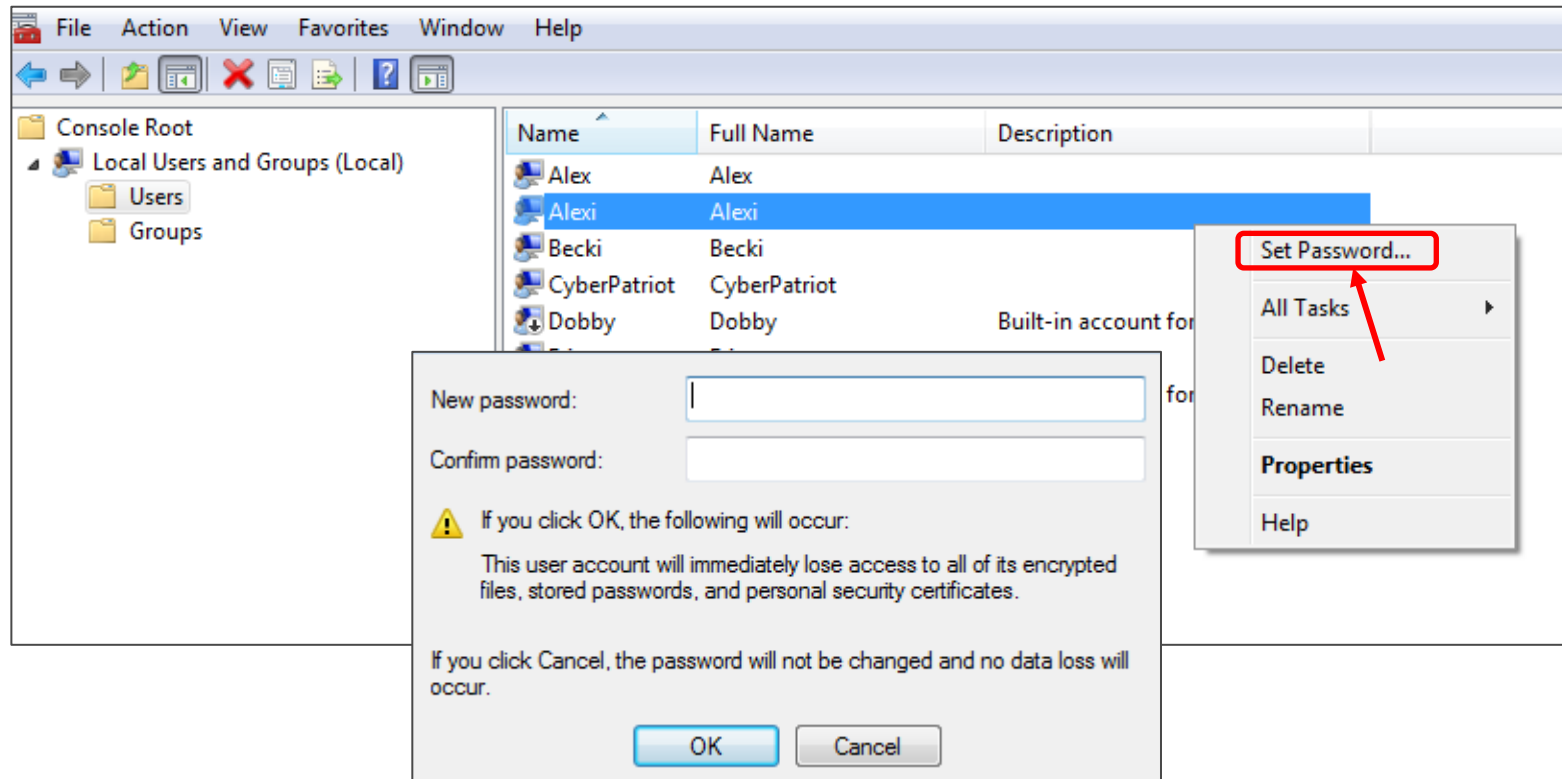 File Action View Favorites Window Help
Console Root
Local Users and Groups (Local)
Users
Groups
Name Full Name Description
Alex Alex
Alexi Alexi
Becki Becki
CyberPatriot CyberPatriot
Dobby Dobby Built-in account for
for
Set Password...
All Tasks
Delete
Rename
Properties
Help
New password:
Confirm password:
If you click OK, the following will occur:
This user account will immediately lose access to all of its encrypted
files, stored passwords, and personal security certificates.
If you click Cancel, the password will not be changed and no data loss will
occur.
OK Cancel